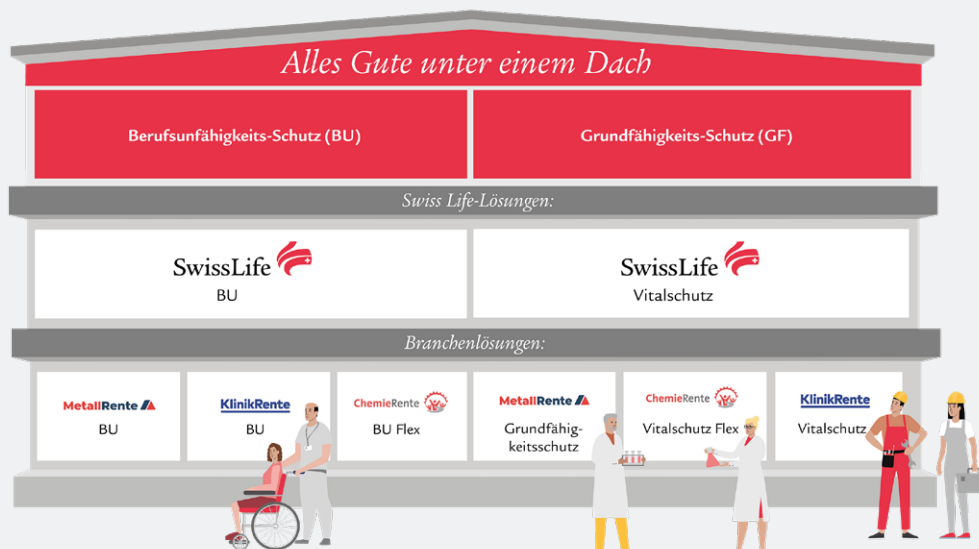 Alles Gute unter einem Dach
Berufsunfähigkeits-Schutz (BU)
Grundfähigkeits-Schutz (GF)
Swiss Life-Lösungen:
SwissLife
BU
SwissLife
Vitalschutz
Branchenlösungen:
MetallRente
BU
KlinikRente
BU
ChemieRente
BU Flex
MetallRente
Grundfähig-
keitsschutz
ChemieRente
Vitalschutz Flex
KlinikRente
Vitalschutz